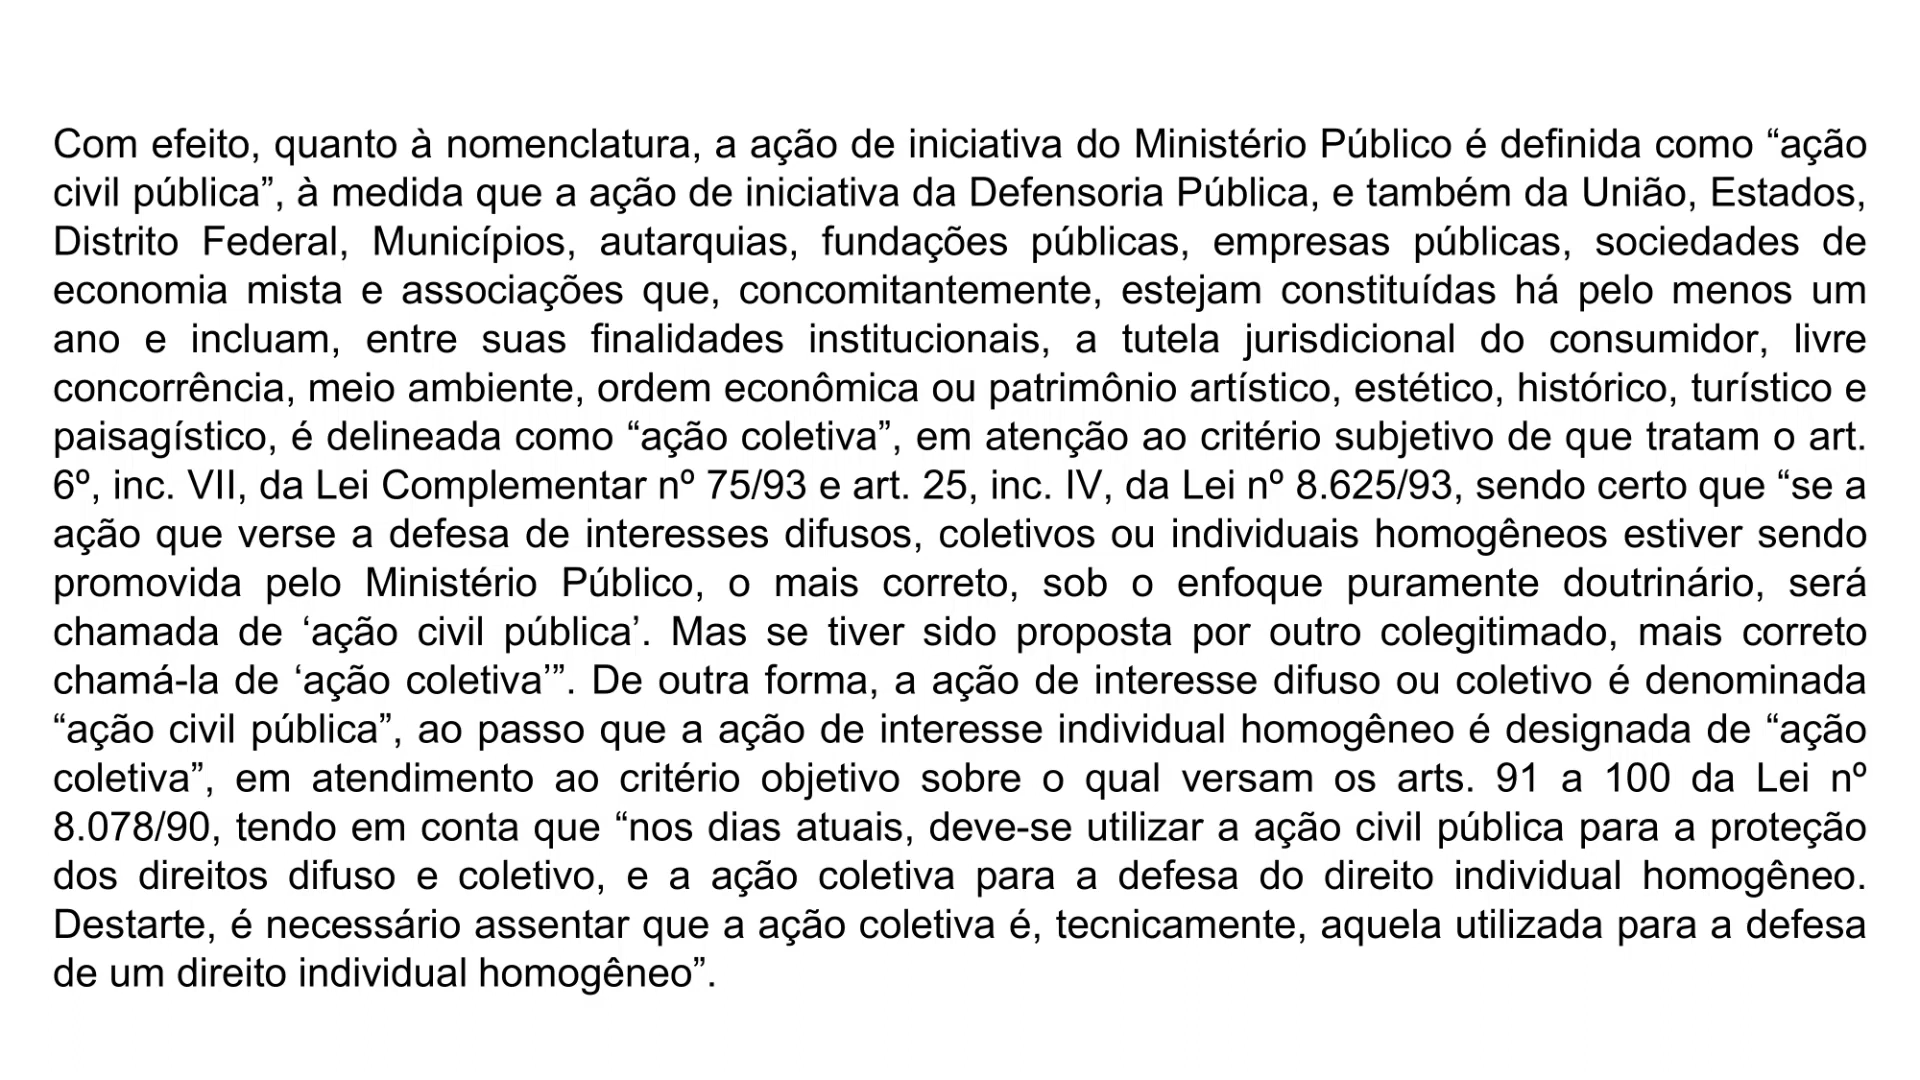 Com efeito, quanto à nomenclatura, a ação de iniciativa do Ministério Público é definida como “ação
civil pública”, à medida que a ação de iniciativa da Defensoria Pública, e também da União, Estados,
Distrito Federal, Municípios, autarquias, fundações públicas, empresas públicas, sociedades de
economia mista e associações que, concomitantemente, estejam constituídas há pelo menos um
ano e incluam, entre suas finalidades institucionais, a tutela jurisdicional do consumidor, livre
concorrência, meio ambiente, ordem econômica ou patrimônio artístico, estético, histórico, turístico e
paisagístico, é delineada como “ação coletiva”, em atenção ao critério subjetivo de que tratam o art.
6º, inc. VII, da Lei Complementar nº 75/93 e art. 25, inc. IV, da Lei nº 8.625/93, sendo certo que “se a
ação que verse a defesa de interesses difusos, coletivos ou individuais homogêneos estiver sendo
promovida pelo Ministério Público, o mais correto, sob o enfoque puramente doutrinário, será
chamada de ‘ação civil pública’. Mas se tiver sido proposta por outro colegitimado, mais correto
chamá-la de ‘ação coletiva’”. De outra forma, a ação de interesse difuso ou coletivo é denominada
“ação civil pública”, ao passo que a ação de interesse individual homogêneo é designada de “ação
coletiva”, em atendimento ao critério objetivo sobre o qual versam os arts. 91 a 100 da Lei nº
8.078/90, tendo em conta que “nos dias atuais, deve-se utilizar a ação civil pública para a proteção
dos direitos difuso e coletivo, e a ação coletiva para a defesa do direito individual homogêneo.
Destarte, é necessário assentar que a ação coletiva é, tecnicamente, aquela utilizada para a defesa
de um direito individual homogêneo”.